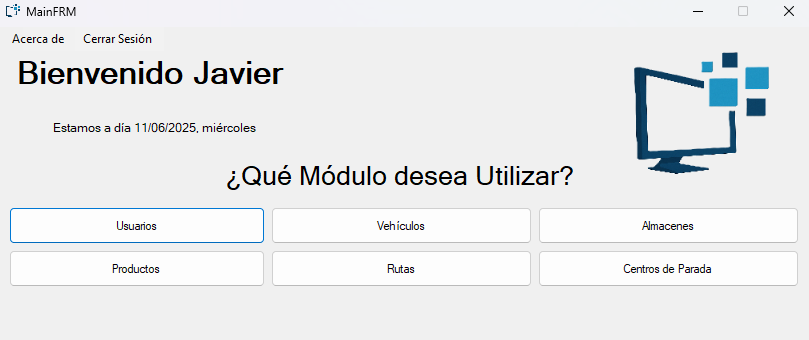 MainFRM
Acerca de Cerrar Sesión
Bienvenido Javier
Estamos a día 11/06/2025, miércoles
¿Qué Módulo desea Utilizar?
Usuarios Vehículos Almacenes
Productos Rutas Centros de Parada